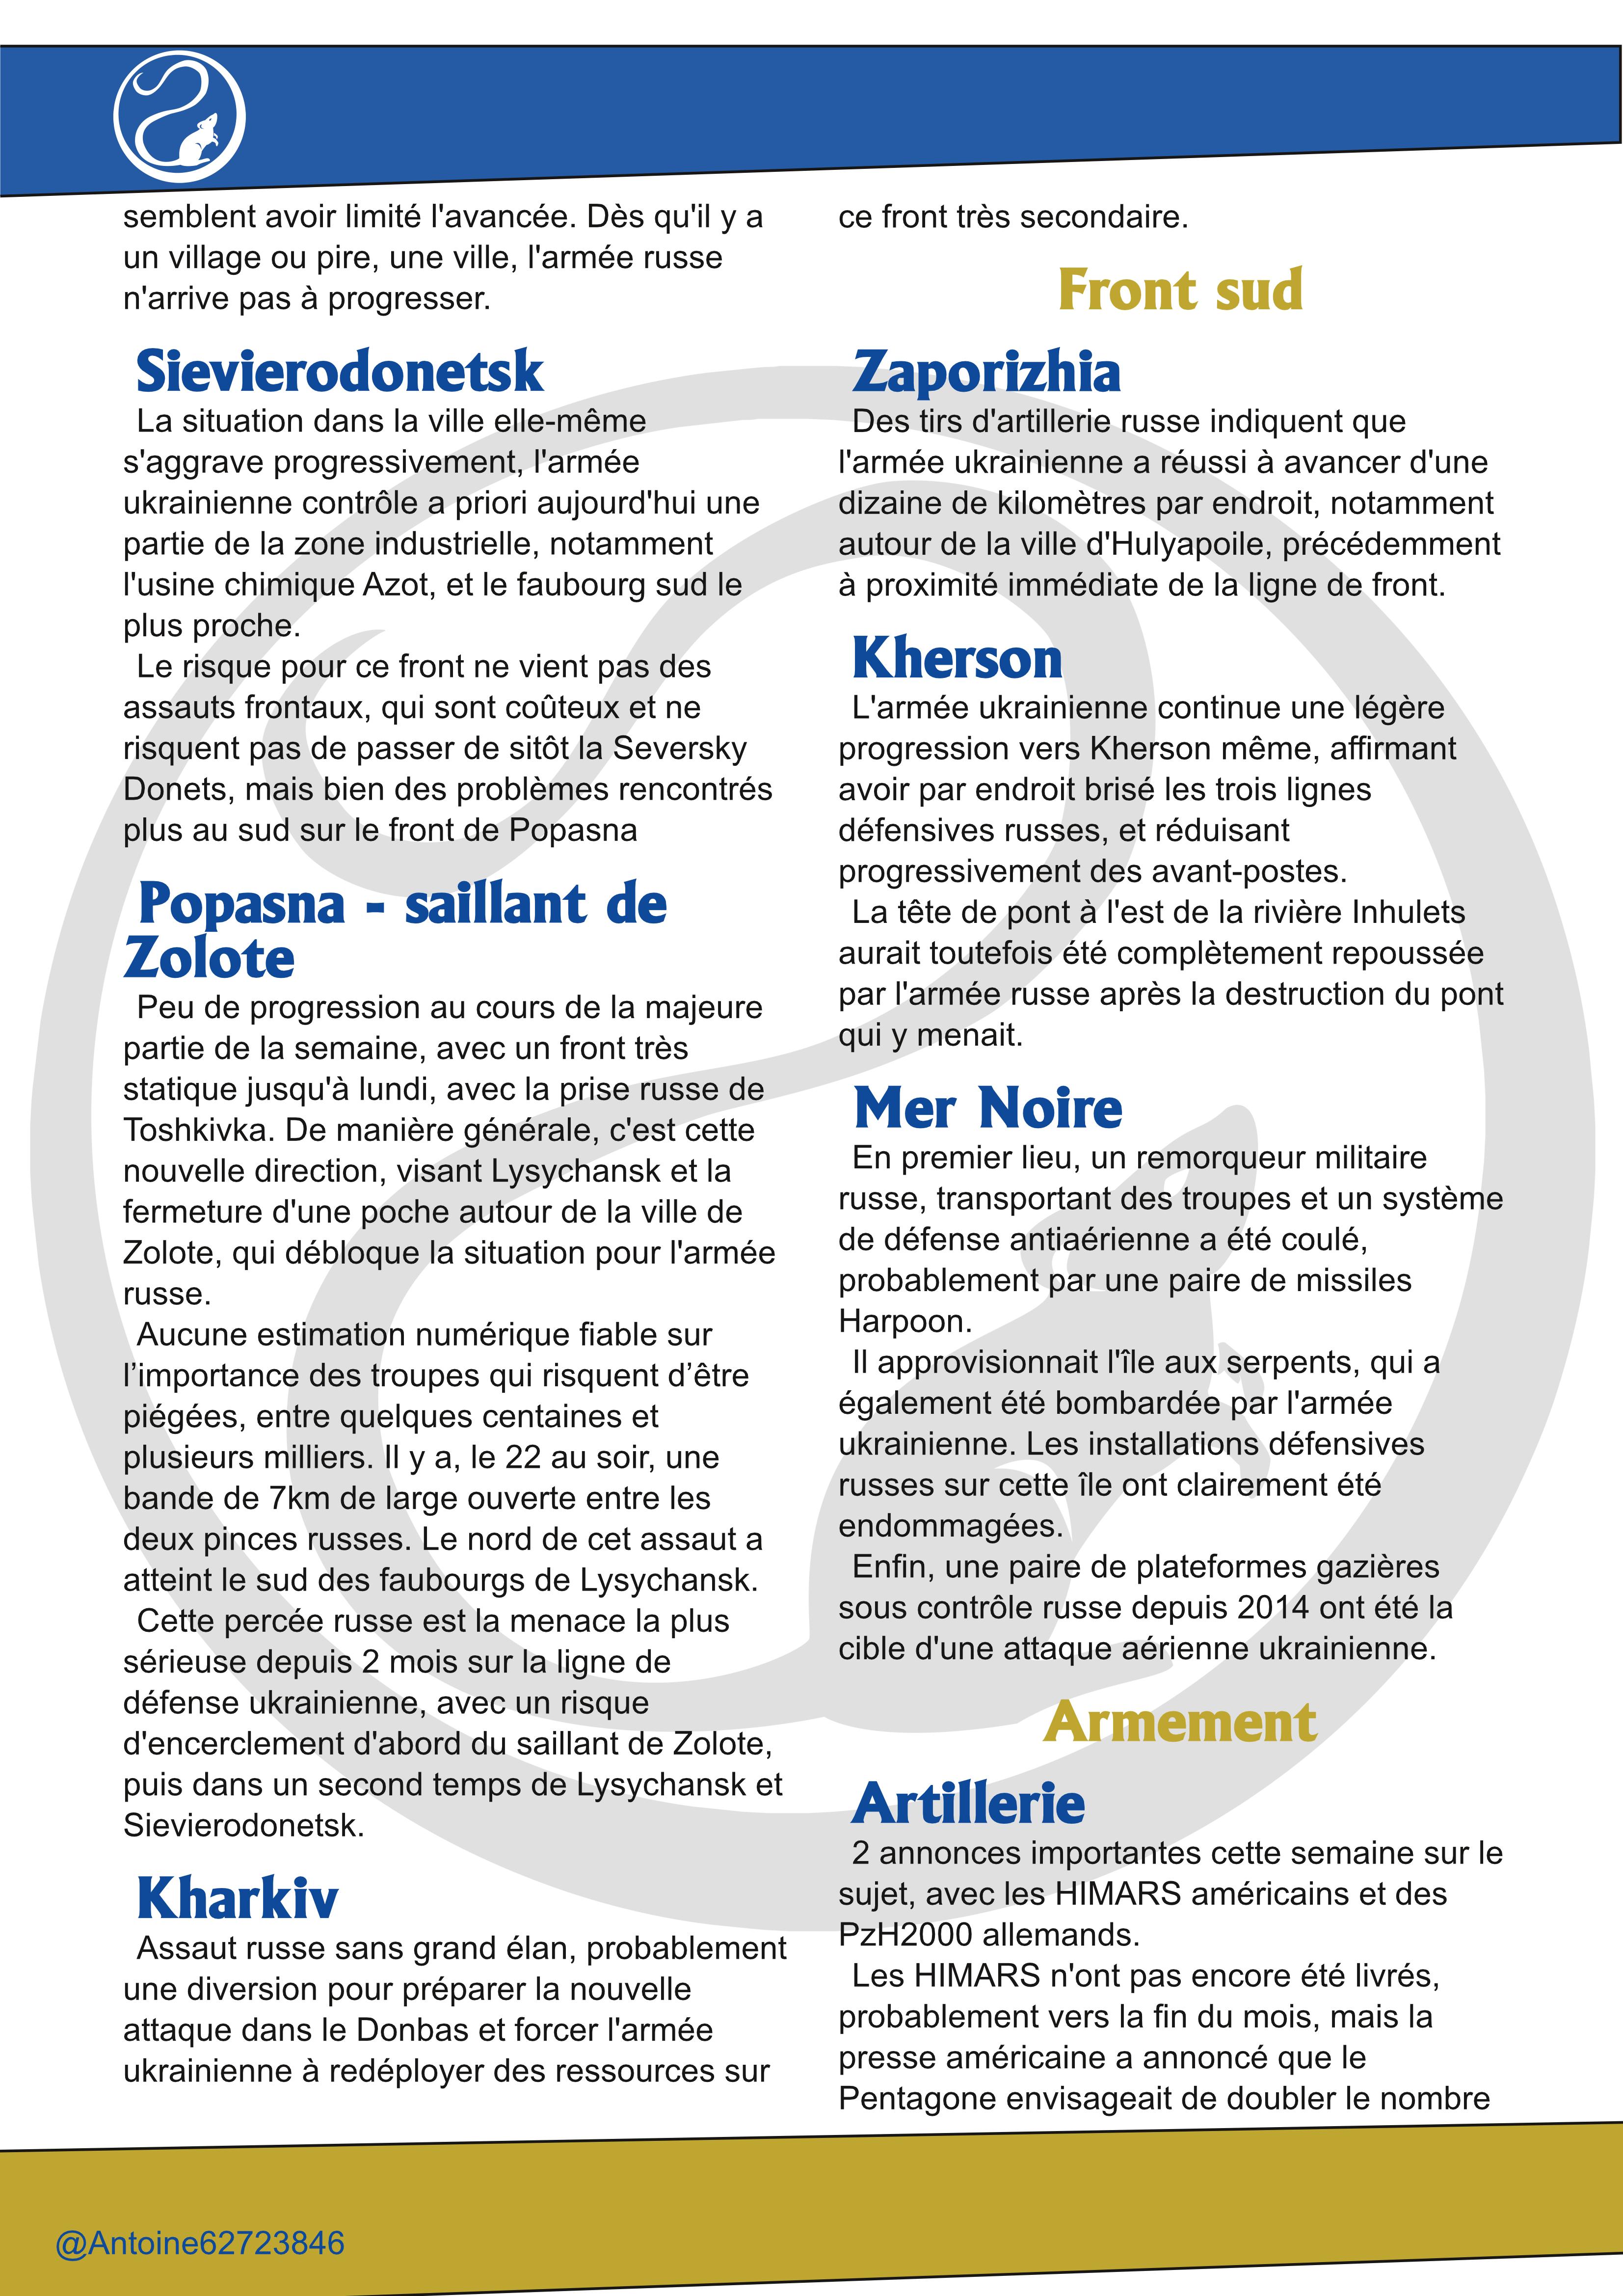 semblent avoir limité l'avancée. Dès qu'il y a
un village ou pire, une ville, l'armée russe
n'arrive pas à progresser.
Sievierodonetsk
La situation dans la ville elle-même
s'aggrave progressivement, l'armée
ukrainienne contrôle a priori aujourd'hui une
partie de la zone industrielle, notamment
l'usine chimique Azot, et le faubourg sud le
plus proche.
Le risque pour ce front ne vient pas des
assauts frontaux, qui sont coûteux et ne
risquent pas de passer de sitôt la Seversky
Donets, mais bien des problèmes rencontrés
plus au sud sur le front de Popasna
Popasna - saillant de
Zolote
Peu de progression au cours de la majeure
partie de la semaine, avec un front très
statique jusqu'à lundi, avec la prise russe de
Toshkivka. De manière générale, c'est cette
nouvelle direction, visant Lysychansk et la
fermeture d'une poche autour de la ville de
Zolote, qui débloque la situation pour l'armée
russe.
Aucune estimation numérique fiable sur
l’importance des troupes qui risquent d’être
piégées, entre quelques centaines et
plusieurs milliers. Il y a, le 22 au soir, une
bande de 7km de large ouverte entre les
deux pinces russes. Le nord de cet assaut a
atteint le sud des faubourgs de Lysychansk.
Cette percée russe est la menace la plus
sérieuse depuis 2 mois sur la ligne de
défense ukrainienne, avec un risque
d'encerclement d'abord du saillant de Zolote,
puis dans un second temps de Lysychansk et
Sievierodonetsk.
Kharkiv
Assaut russe sans grand élan, probablement
une diversion pour préparer la nouvelle
attaque dans le Donbas et forcer l'armée
ukrainienne à redéployer des ressources sur
ce front très secondaire.
Front sud
Zaporizhia
Des tirs d'artillerie russe indiquent que
l'armée ukrainienne a réussi à avancer d'une
dizaine de kilomètres par endroit, notamment
autour de la ville d'Hulyapoile, précédemment
à proximité immédiate de la ligne de front.
Kherson
L'armée ukrainienne continue une légère
progression vers Kherson même, affirmant
avoir par endroit brisé les trois lignes
défensives russes, et réduisant
progressivement des avant-postes.
La tête de pont à l'est de la rivière Inhulets
aurait toutefois été complètement repoussée
par l'armée russe après la destruction du pont
qui y menait.
Mer Noire
En premier lieu, un remorqueur militaire
russe, transportant des troupes et un système
de défense antiaérienne a été coulé,
probablement par une paire de missiles
Harpoon.
Il approvisionnait l'île aux serpents, qui a
également été bombardée par l'armée
ukrainienne. Les installations défensives
russes sur cette île ont clairement été
endommagées.
Enfin, une paire de plateformes gazières
sous contrôle russe depuis 2014 ont été la
cible d'une attaque aérienne ukrainienne.
Armement
Artillerie
2 annonces importantes cette semaine sur le
sujet, avec les HIMARS américains et des
PzH2000 allemands.
Les HIMARS n'ont pas encore été livrés,
probablement vers la fin du mois, mais la
presse américaine a annoncé que le
Pentagone envisageait de doubler le nombre
@Antoine62723846